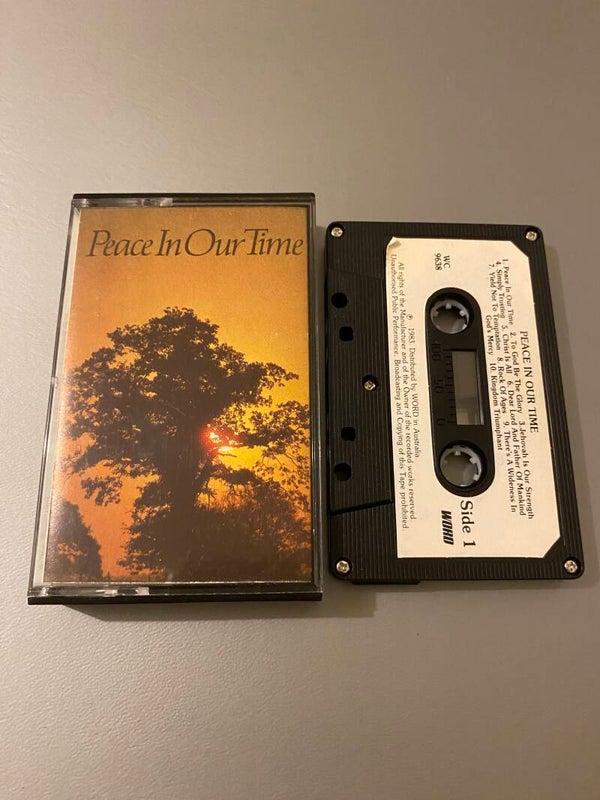 Peace In Our Time
PEACE IN OUR TIME
1. Peace In Our Time 2. To God Be The Glory 3. Jehovah Is Our Strength
4. Simply Trusting 5. Christ Is All 6. Dear Lord And Father Of Mankind
7. Yield Not To Temptation 8. Rock Of Ages 9. There's A Wideness In
God's Mercy 10. Kingdom Triumphant
WC
9638
Side 1
WORD
100 50 0
℗ 1983. Distributed by WORD in Australia
All rights of the Manufacturer and of the Owner of the recorded works reserved.
Unauthorised Public Performance, Broadcasting and Copying of this Tape prohibited.